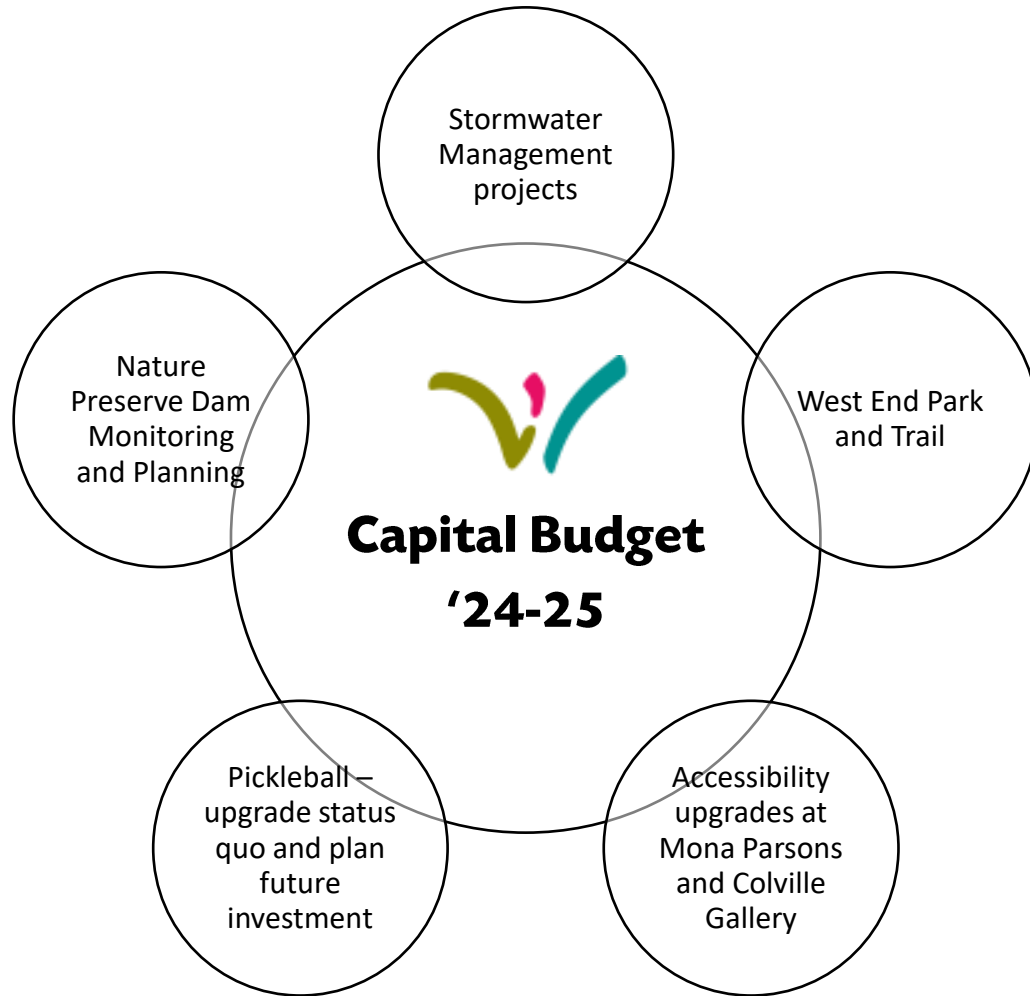 Stormwater
Management
projects
Nature
Preserve Dam
Monitoring
and Planning
West End Park
and Trail
Capital Budget
‘24-25
Pickleball –
upgrade status
quo and plan
future
investment
Accessibility
upgrades at
Mona Parsons
and Colville
Gallery